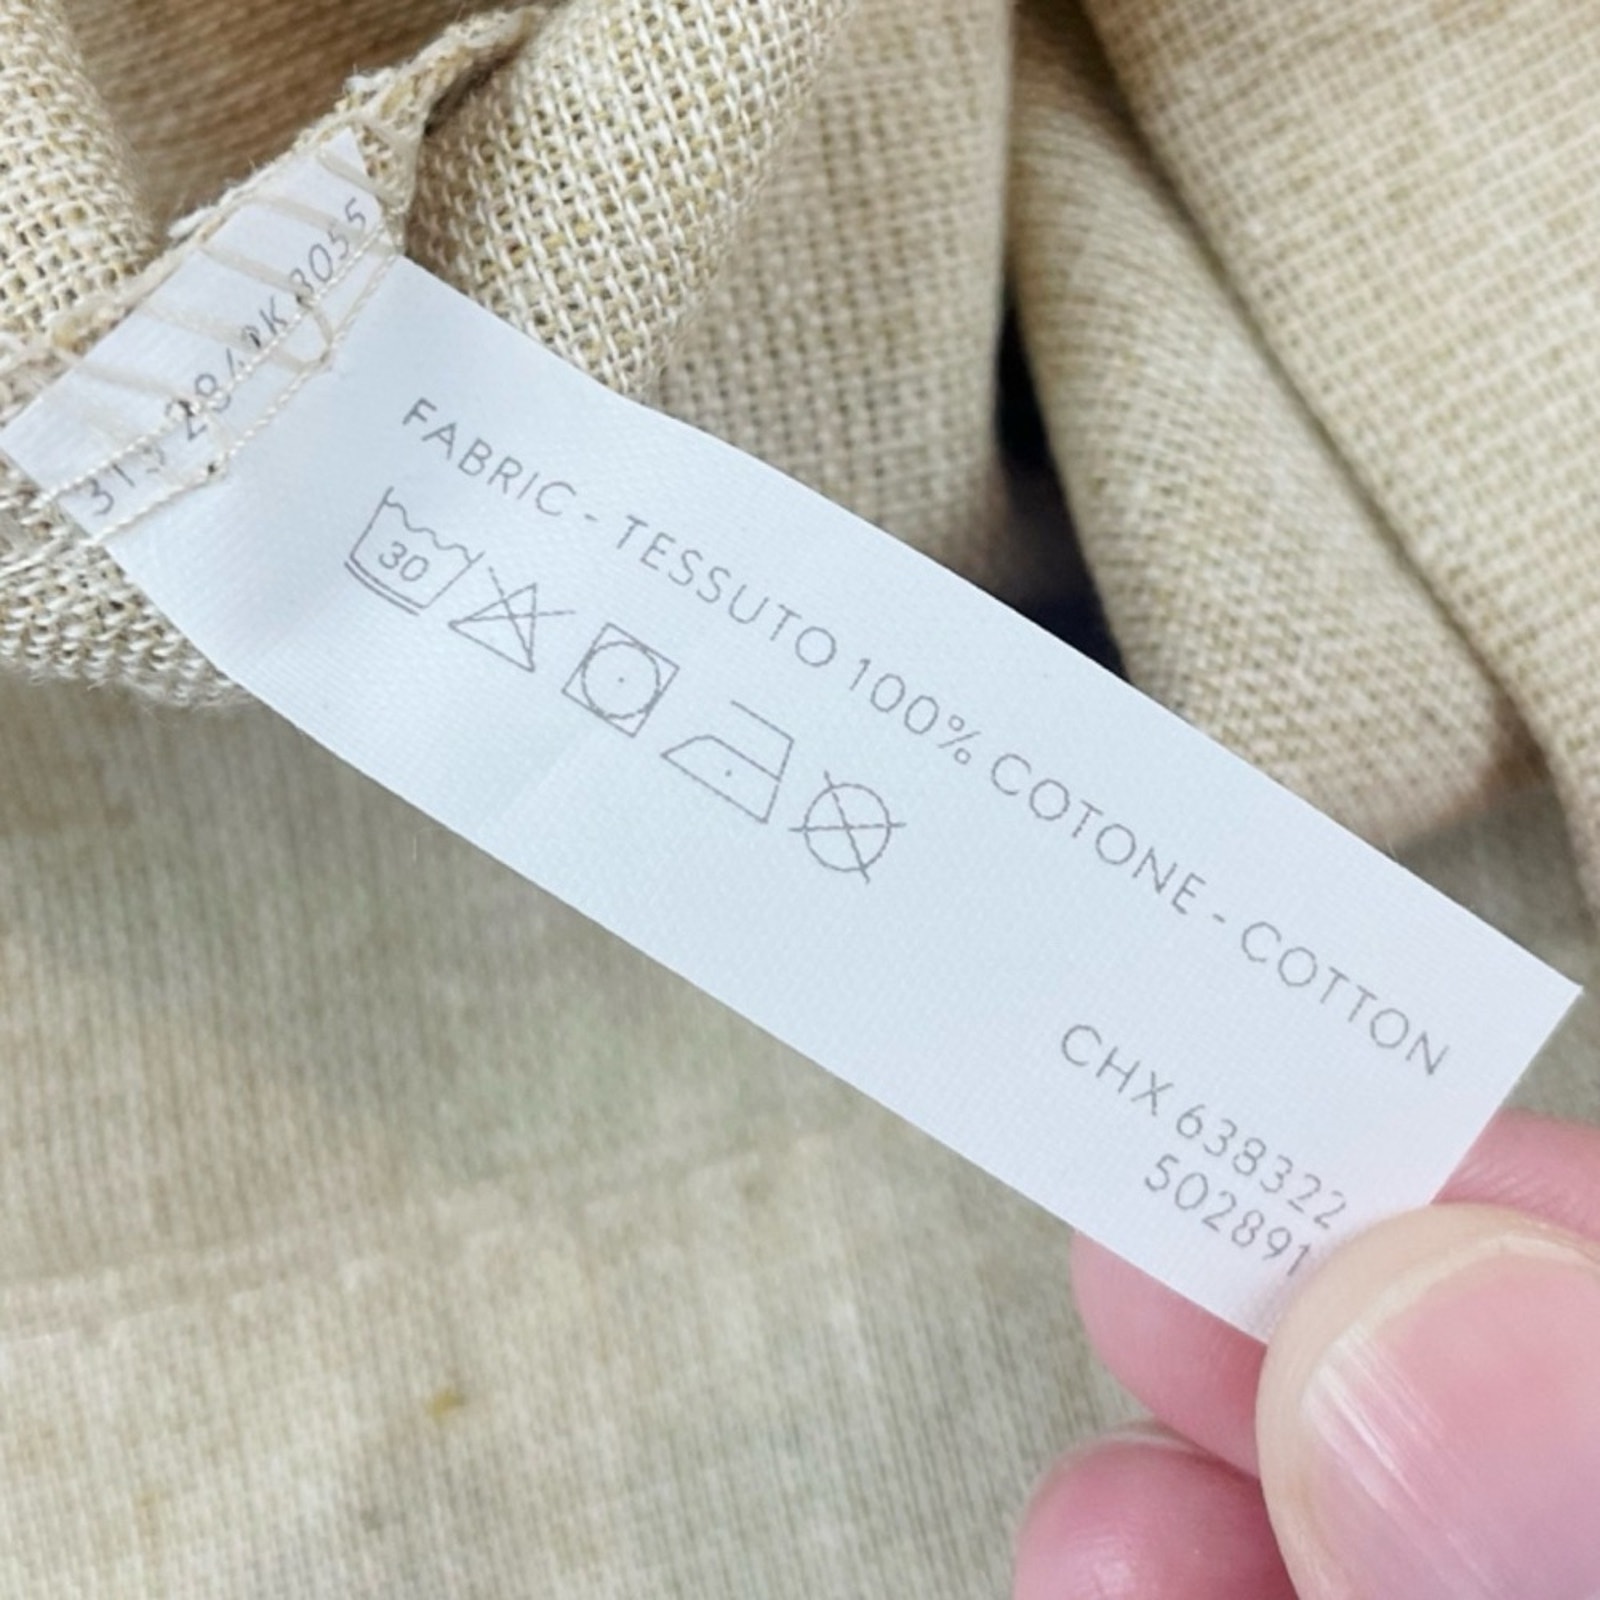 FABRIC - TESSUTO 100% COTONE - COTTON
30
CHX 638322
502891